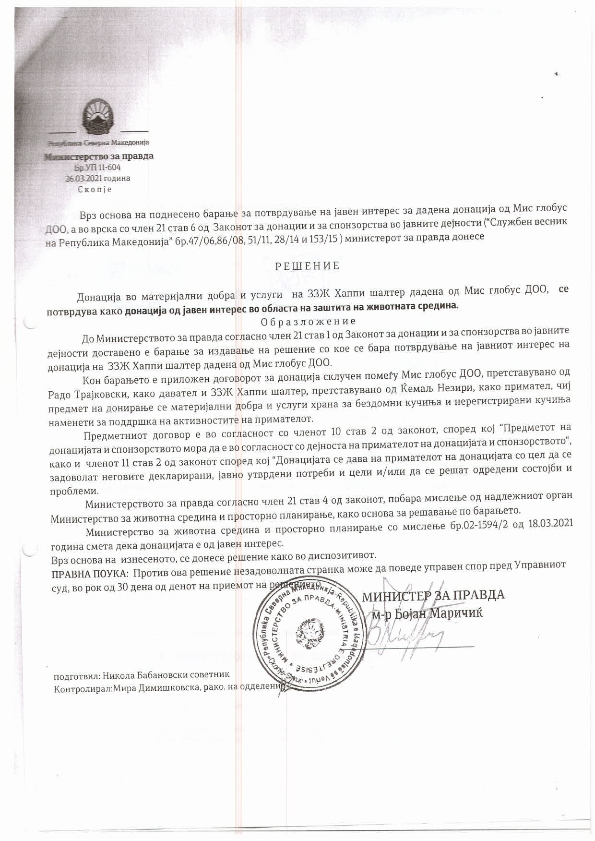 Република Северна Македонија
Министерство за правда
Бр.УП 11-604
26.03.2021 година
Скопје
Врз основа на поднесено барање за потврдување на јавен интерес за дадена донација од Мис глобус
ДОО, а во врска со член 21 став 6 од Законот за донации и за спонзорства во јавните дејности ("Службен весник
на Република Македонија" бр.47/06,86/08, 51/11, 28/14 и 153/15 ) министерот за правда донесе
РЕШЕНИЕ
Донација во материјални добра и услуги на ЗЗЖ Хаппи шалтер дадена од Мис глобус ДОО, се
потврдува како донација од јавен интерес во областа на заштита на животната средина.
Образложение
До Министерството за правда согласно член 21 став 1 од Законот за донации и за спонзорства во јавните
дејности доставено е барање за издавање на решение со кое се бара потврдување на јавниот интерес на
донација на ЗЗЖ Хаппи шалтер дадена од Мис глобус ДОО.
Кон барањето е приложен договорот за донација склучен помеѓу Мис глобус ДОО, претставувано од
Радо Трајковски, како давател и ЗЗЖ Хаппи шалтер, претставувано од Ќемаљ Незири, како примател, чиј
предмет на донирање се материјални добра и услуги храна за бездомни кучиња и нерегистрирани кучиња
наменети за поддршка на активностите на примателот.
Предметниот договор е во согласност со членот 10 став 2 од законот, според кој "Предметот на
донацијата и спонзорството мора да е во согласност со дејноста на примателот на донацијата и спонзорството",
како и членот 11 став 2 од законот според кој "Донацијата се дава на примателот на донацијата со цел да се
задоволат неговите декларирани, јавно утврдени потреби и цели и/или да се решат одредени состојби и
проблеми.
Министерството за правда согласно член 21 став 4 од законот, побара мислење од надлежниот орган
Министерство за животна средина и просторно планирање, како основа за решавање по барањето.
Министерство за животна средина и просторно планирање со мислење бр.02-1594/2 од 18.03.2021
година смета дека донацијата е од јавен интерес.
Врз основа на изнесеното, се донесе решение како во диспозитивот.
ПРАВНА ПОУКА: Против ова решение незадоволната странка може да поведе управен спор пред Управниот
суд, во рок од 30 дена од денот на приемот на решението.
МИНИСТЕР ЗА ПРАВДА
м-р Бојан Маричиќ
подготвил: Никола Бабановски советник
Контролирал:Мира Димишковска, рако. на одделение